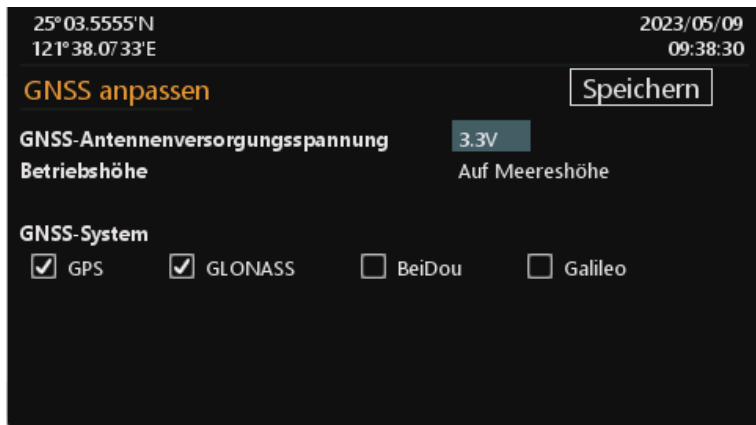 25°03.5555'N
2023/05/09
121°38.0733'E
09:38:30
GNSS anpassen
Speichern
GNSS-Antennenversorgungsspannung 3.3V
Betriebshöhe Auf Meereshöhe
GNSS-System
GPS GLONASS BeiDou Galileo